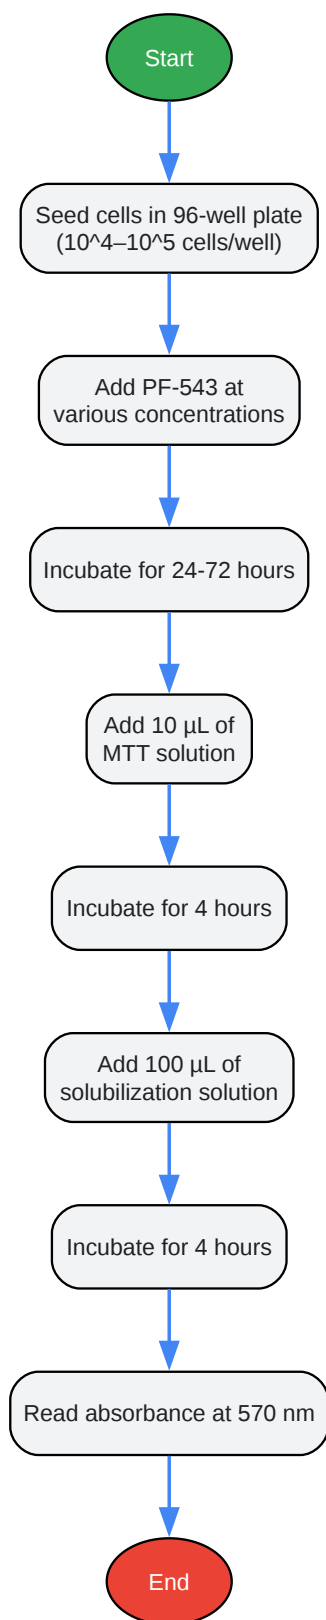 Start
Seed cells in 96-well plate
(10^4–10^5 cells/well)
Add PF-543 at
various concentrations
Incubate for 24-72 hours
Add 10 µL of
MTT solution
Incubate for 4 hours
Add 100 µL of
solubilization solution
Incubate for 4 hours
Read absorbance at 570 nm
End